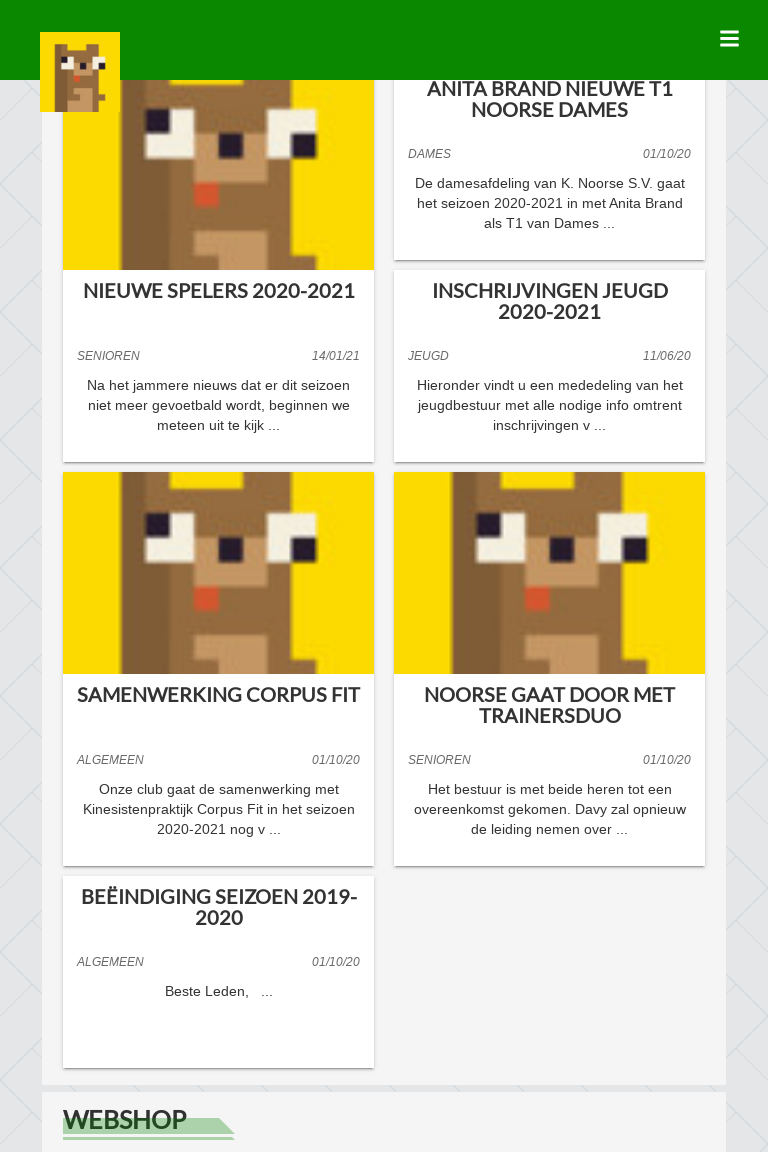 ANITA BRAND NIEUWE T1
NOORSE DAMES
DAMES 01/10/20
De damesafdeling van K. Noorse S.V. gaat
het seizoen 2020-2021 in met Anita Brand
als T1 van Dames ...
NIEUWE SPELERS 2020-2021
SENIOREN 14/01/21
Na het jammere nieuws dat er dit seizoen
niet meer gevoetbald wordt, beginnen we
meteen uit te kijk ...
INSCHRIJVINGEN JEUGD
2020-2021
JEUGD 11/06/20
Hieronder vindt u een mededeling van het
jeugdbestuur met alle nodige info omtrent
inschrijvingen v ...
SAMENWERKING CORPUS FIT
ALGEMEEN 01/10/20
Onze club gaat de samenwerking met
Kinesistenpraktijk Corpus Fit in het seizoen
2020-2021 nog v ...
NOORSE GAAT DOOR MET
TRAINERSDUO
SENIOREN 01/10/20
Het bestuur is met beide heren tot een
overeenkomst gekomen. Davy zal opnieuw
de leiding nemen over ...
BEËINDIGING SEIZOEN 2019-
2020
ALGEMEEN 01/10/20
Beste Leden,   ...
WEBSHOP